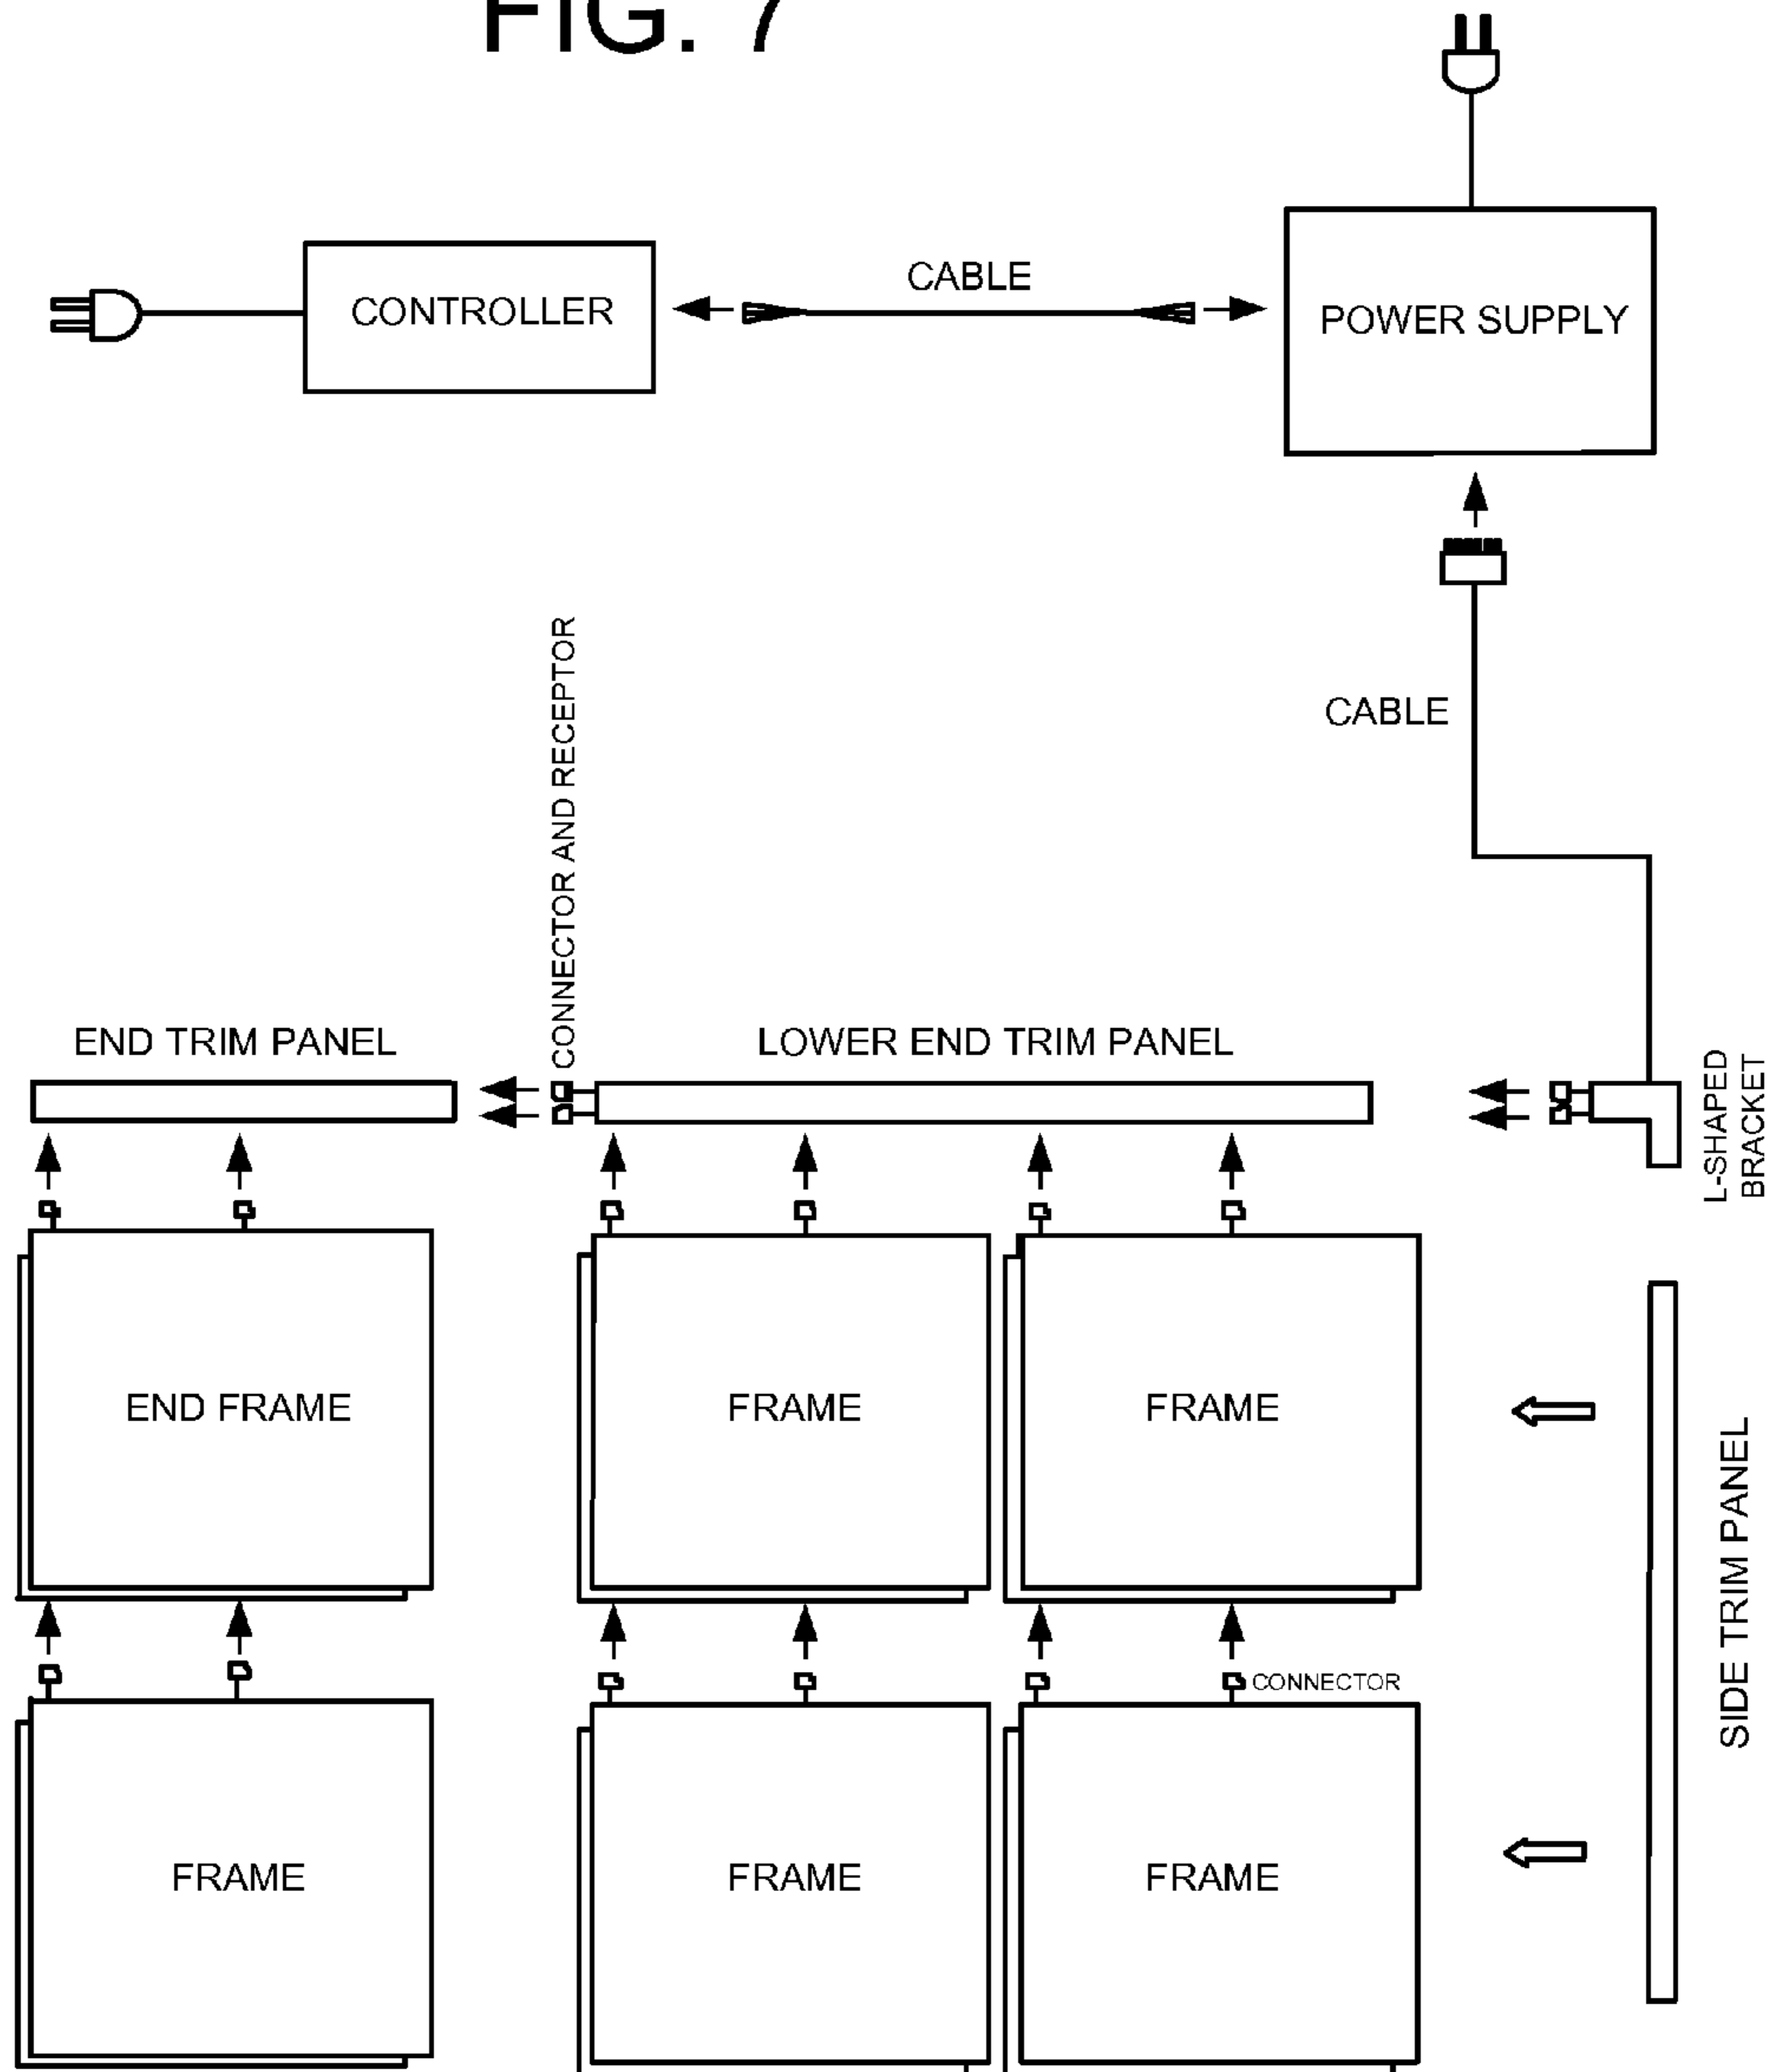 FIG. 7
CABLE
CONTROLLER
POWER SUPPLY
CONNECTOR AND RECEPTOR
CABLE
END TRIM PANEL
LOWER END TRIM PANEL
L-SHAPED
BRACKET
END FRAME
FRAME
FRAME
SIDE TRIM PANEL
CONNECTOR
FRAME
FRAME
FRAME